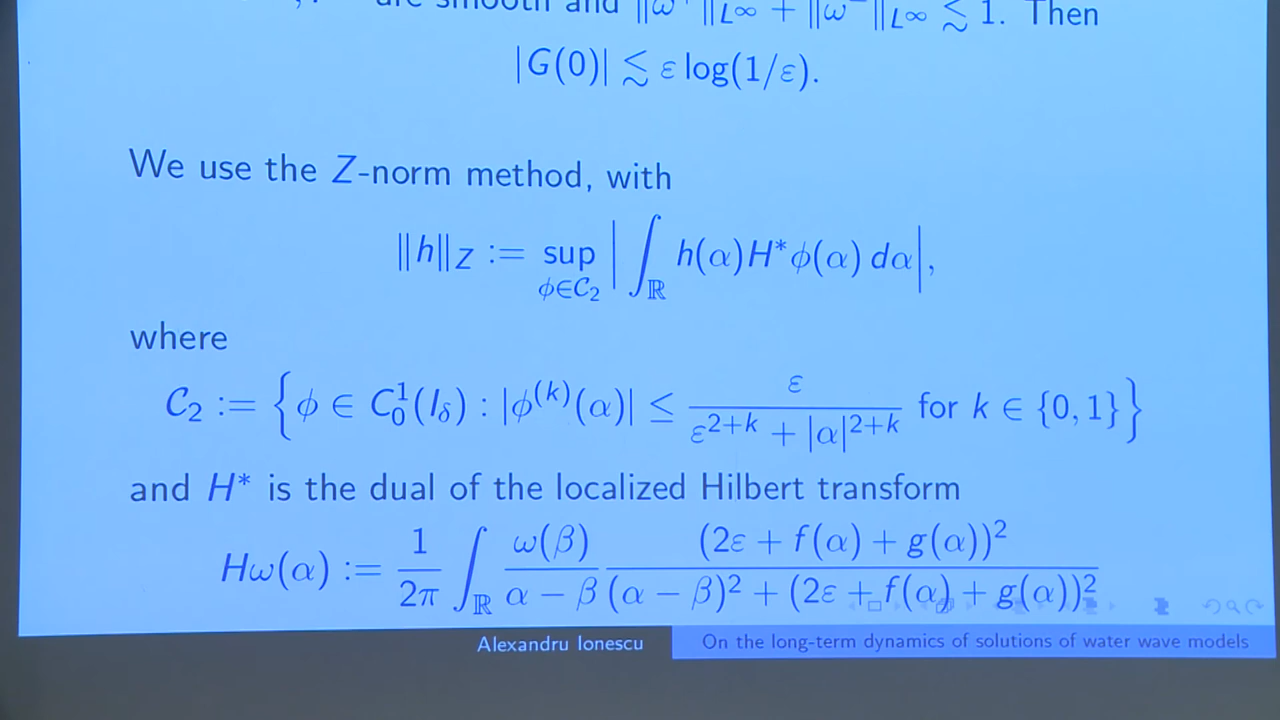 are smooth and ‖ω⁺‖_{L^∞} + ‖ω⁻‖_{L^∞} ≲ 1. Then
|G(0)| ≲ ε log(1/ε).
We use the Z-norm method, with
‖h‖_Z := sup_{φ∈C₂} | ∫_ℝ h(α)H*φ(α) dα |,
where
C₂ := { φ ∈ C₀¹(I_δ) : |φ^{(k)}(α)| ≤ ε / (ε^{2+k} + |α|^{2+k}) for k ∈ {0, 1} }
and H* is the dual of the localized Hilbert transform
Hω(α) := 1/(2π) ∫_ℝ ω(β)/(α − β) (2ε + f(α) + g(α))² / ((α − β)² + (2ε + f(α) + g(α))²)
Alexandru Ionescu On the long-term dynamics of solutions of water wave models